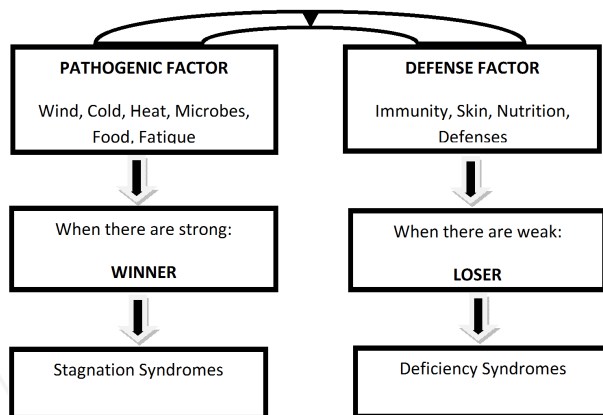 PATHOGENIC FACTOR
Wind, Cold, Heat, Microbes,
Food, Fatigue
DEFENSE FACTOR
Immunity, Skin, Nutrition,
Defenses
When there are strong:
WINNER
When there are weak:
LOSER
Stagnation Syndromes
Deficiency Syndromes